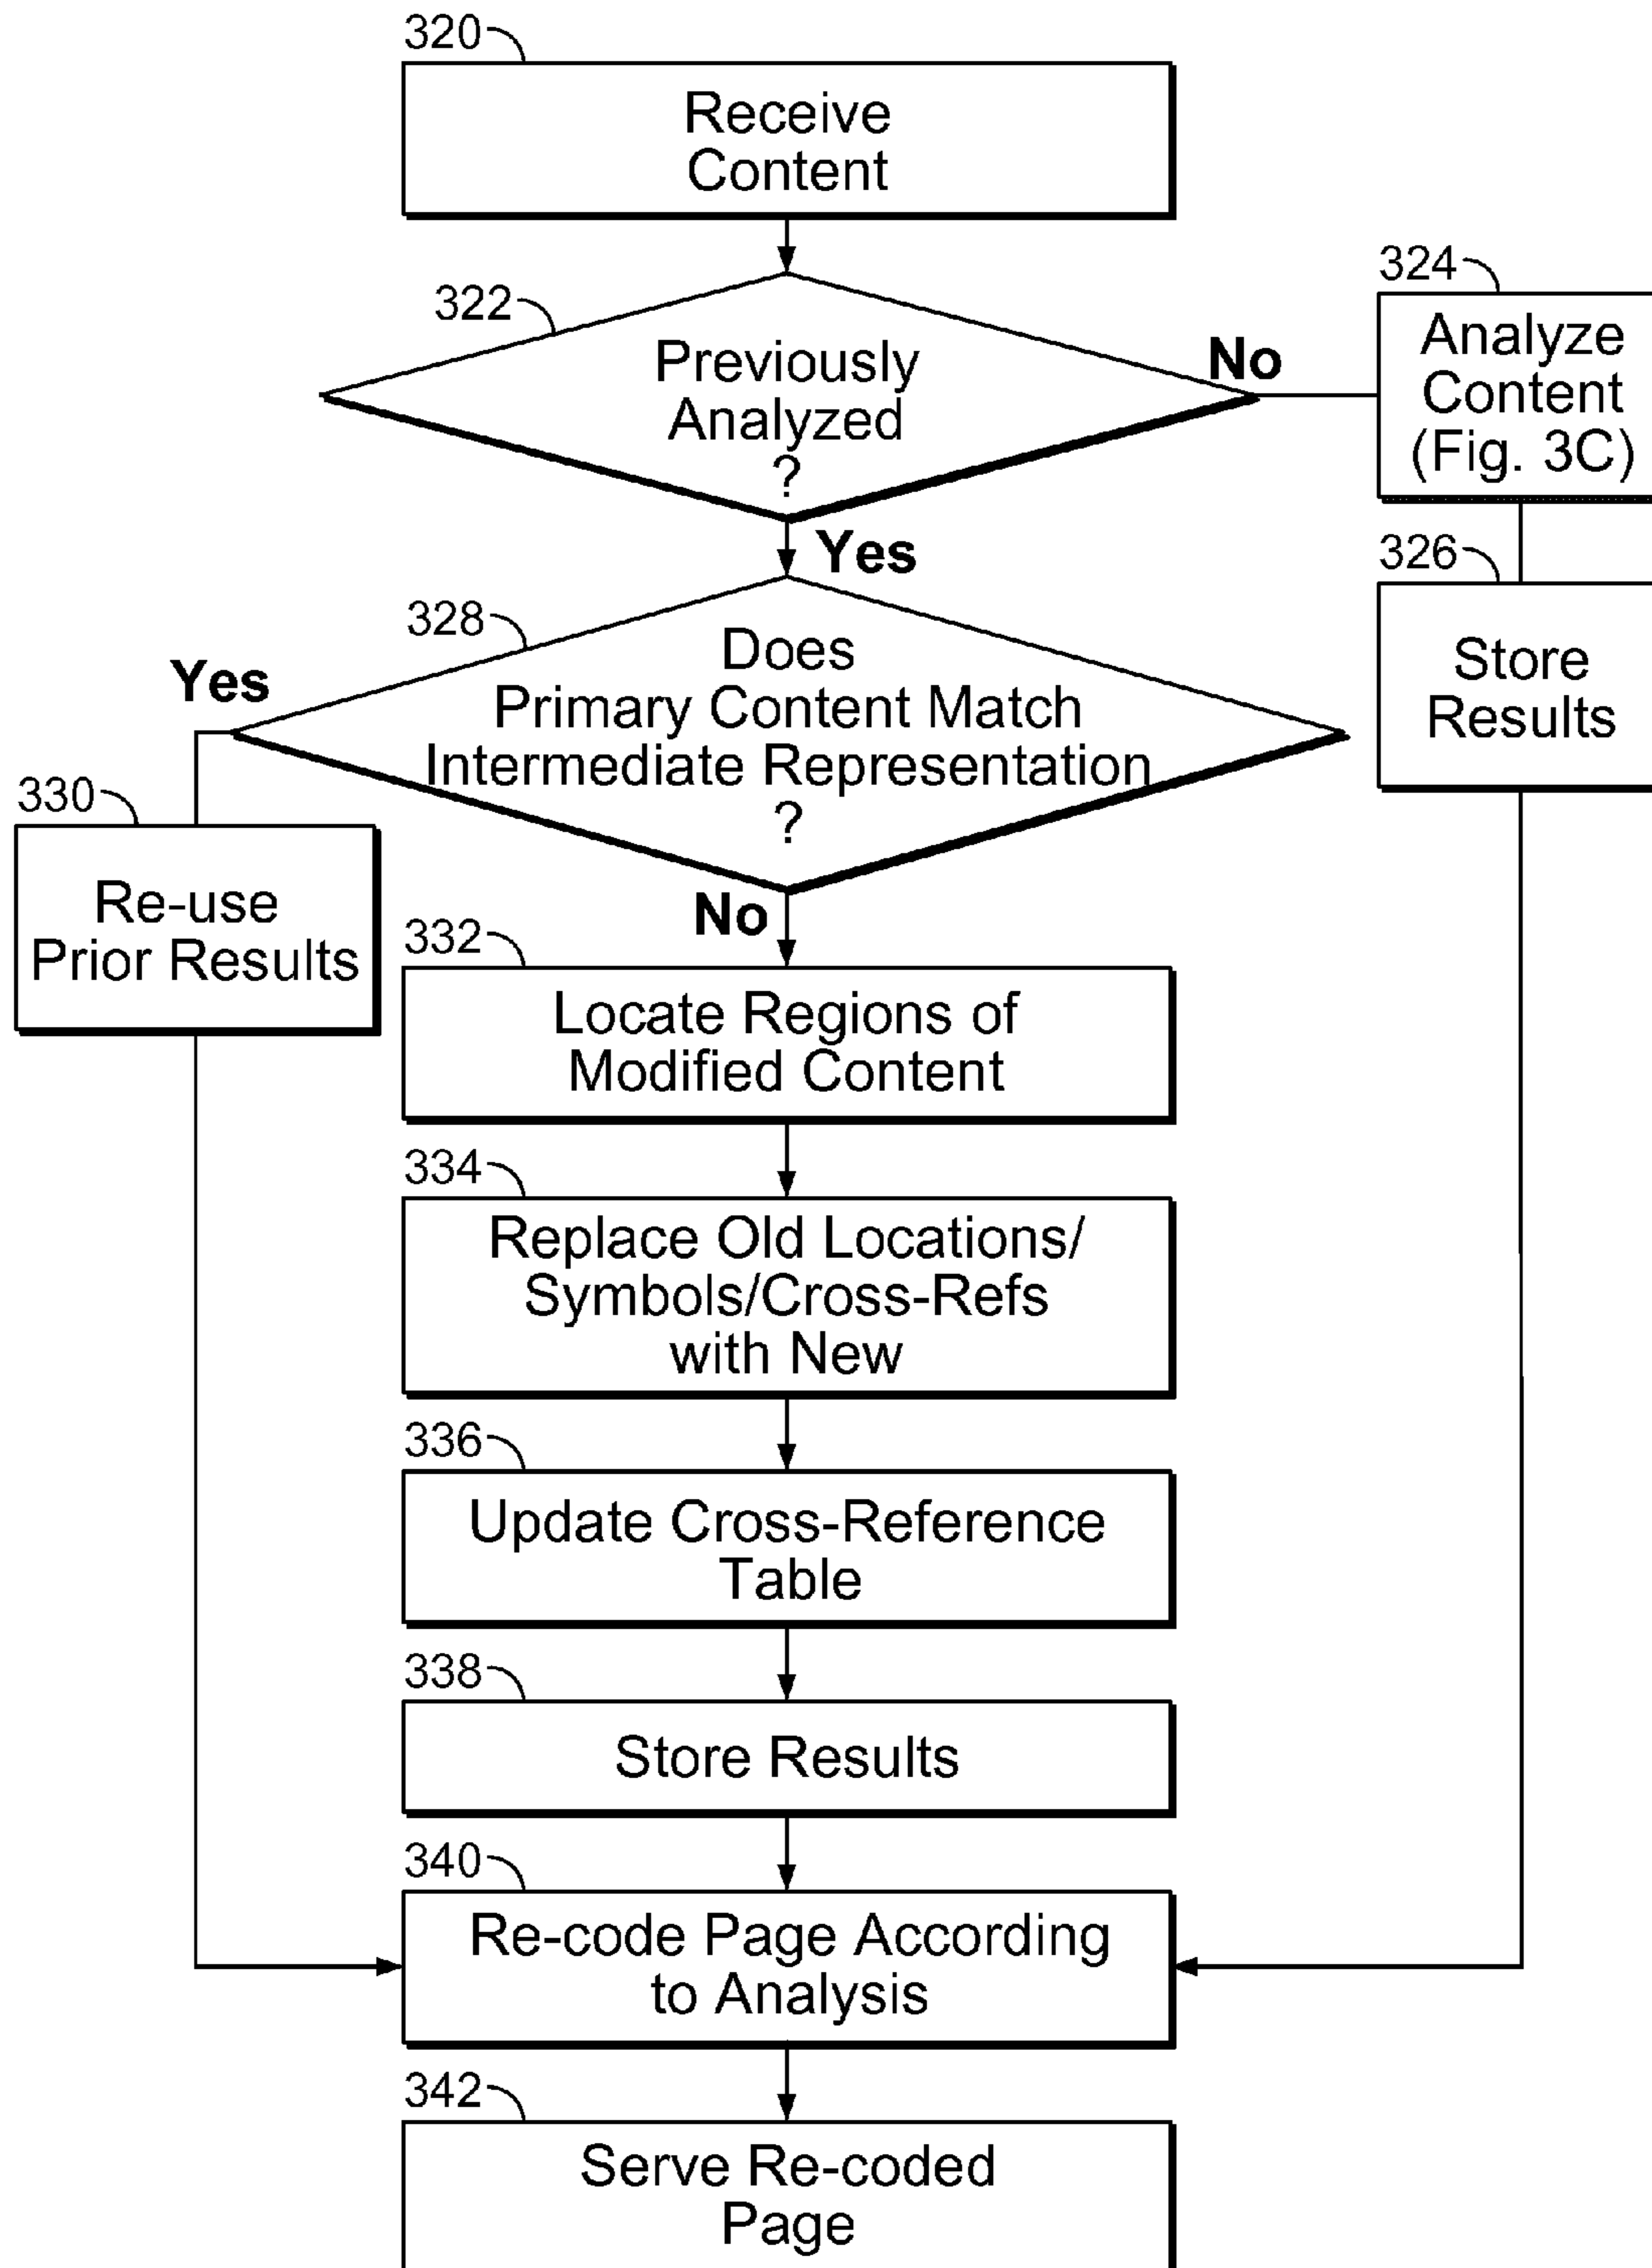 320
Receive
Content
322
Previously
Analyzed
?
No
324
Analyze
Content
(Fig. 3C)
Yes
326
Store
Results
328
Does
Primary Content Match
Intermediate Representation
?
Yes
330
Re-use
Prior Results
No
332
Locate Regions of
Modified Content
334
Replace Old Locations/
Symbols/Cross-Refs
with New
336
Update Cross-Reference
Table
338
Store Results
340
Re-code Page According
to Analysis
342
Serve Re-coded
Page